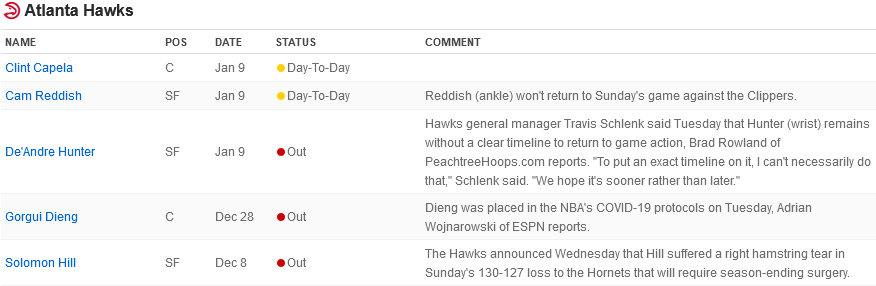 Atlanta Hawks
NAME POS DATE STATUS COMMENT
Clint Capela C Jan 9 Day-To-Day
Cam Reddish SF Jan 9 Day-To-Day Reddish (ankle) won't return to Sunday's game against the Clippers.
De'Andre Hunter SF Jan 9 Out Hawks general manager Travis Schlenk said Tuesday that Hunter (wrist) remains
without a clear timeline to return to game action, Brad Rowland of
PeachtreeHoops.com reports. "To put an exact timeline on it, I can't necessarily do
that," Schlenk said. "We hope it's sooner rather than later."
Gorgui Dieng C Dec 28 Out Dieng was placed in the NBA's COVID-19 protocols on Tuesday, Adrian
Wojnarowski of ESPN reports.
Solomon Hill SF Dec 8 Out The Hawks announced Wednesday that Hill suffered a right hamstring tear in
Sunday's 130-127 loss to the Hornets that will require season-ending surgery.